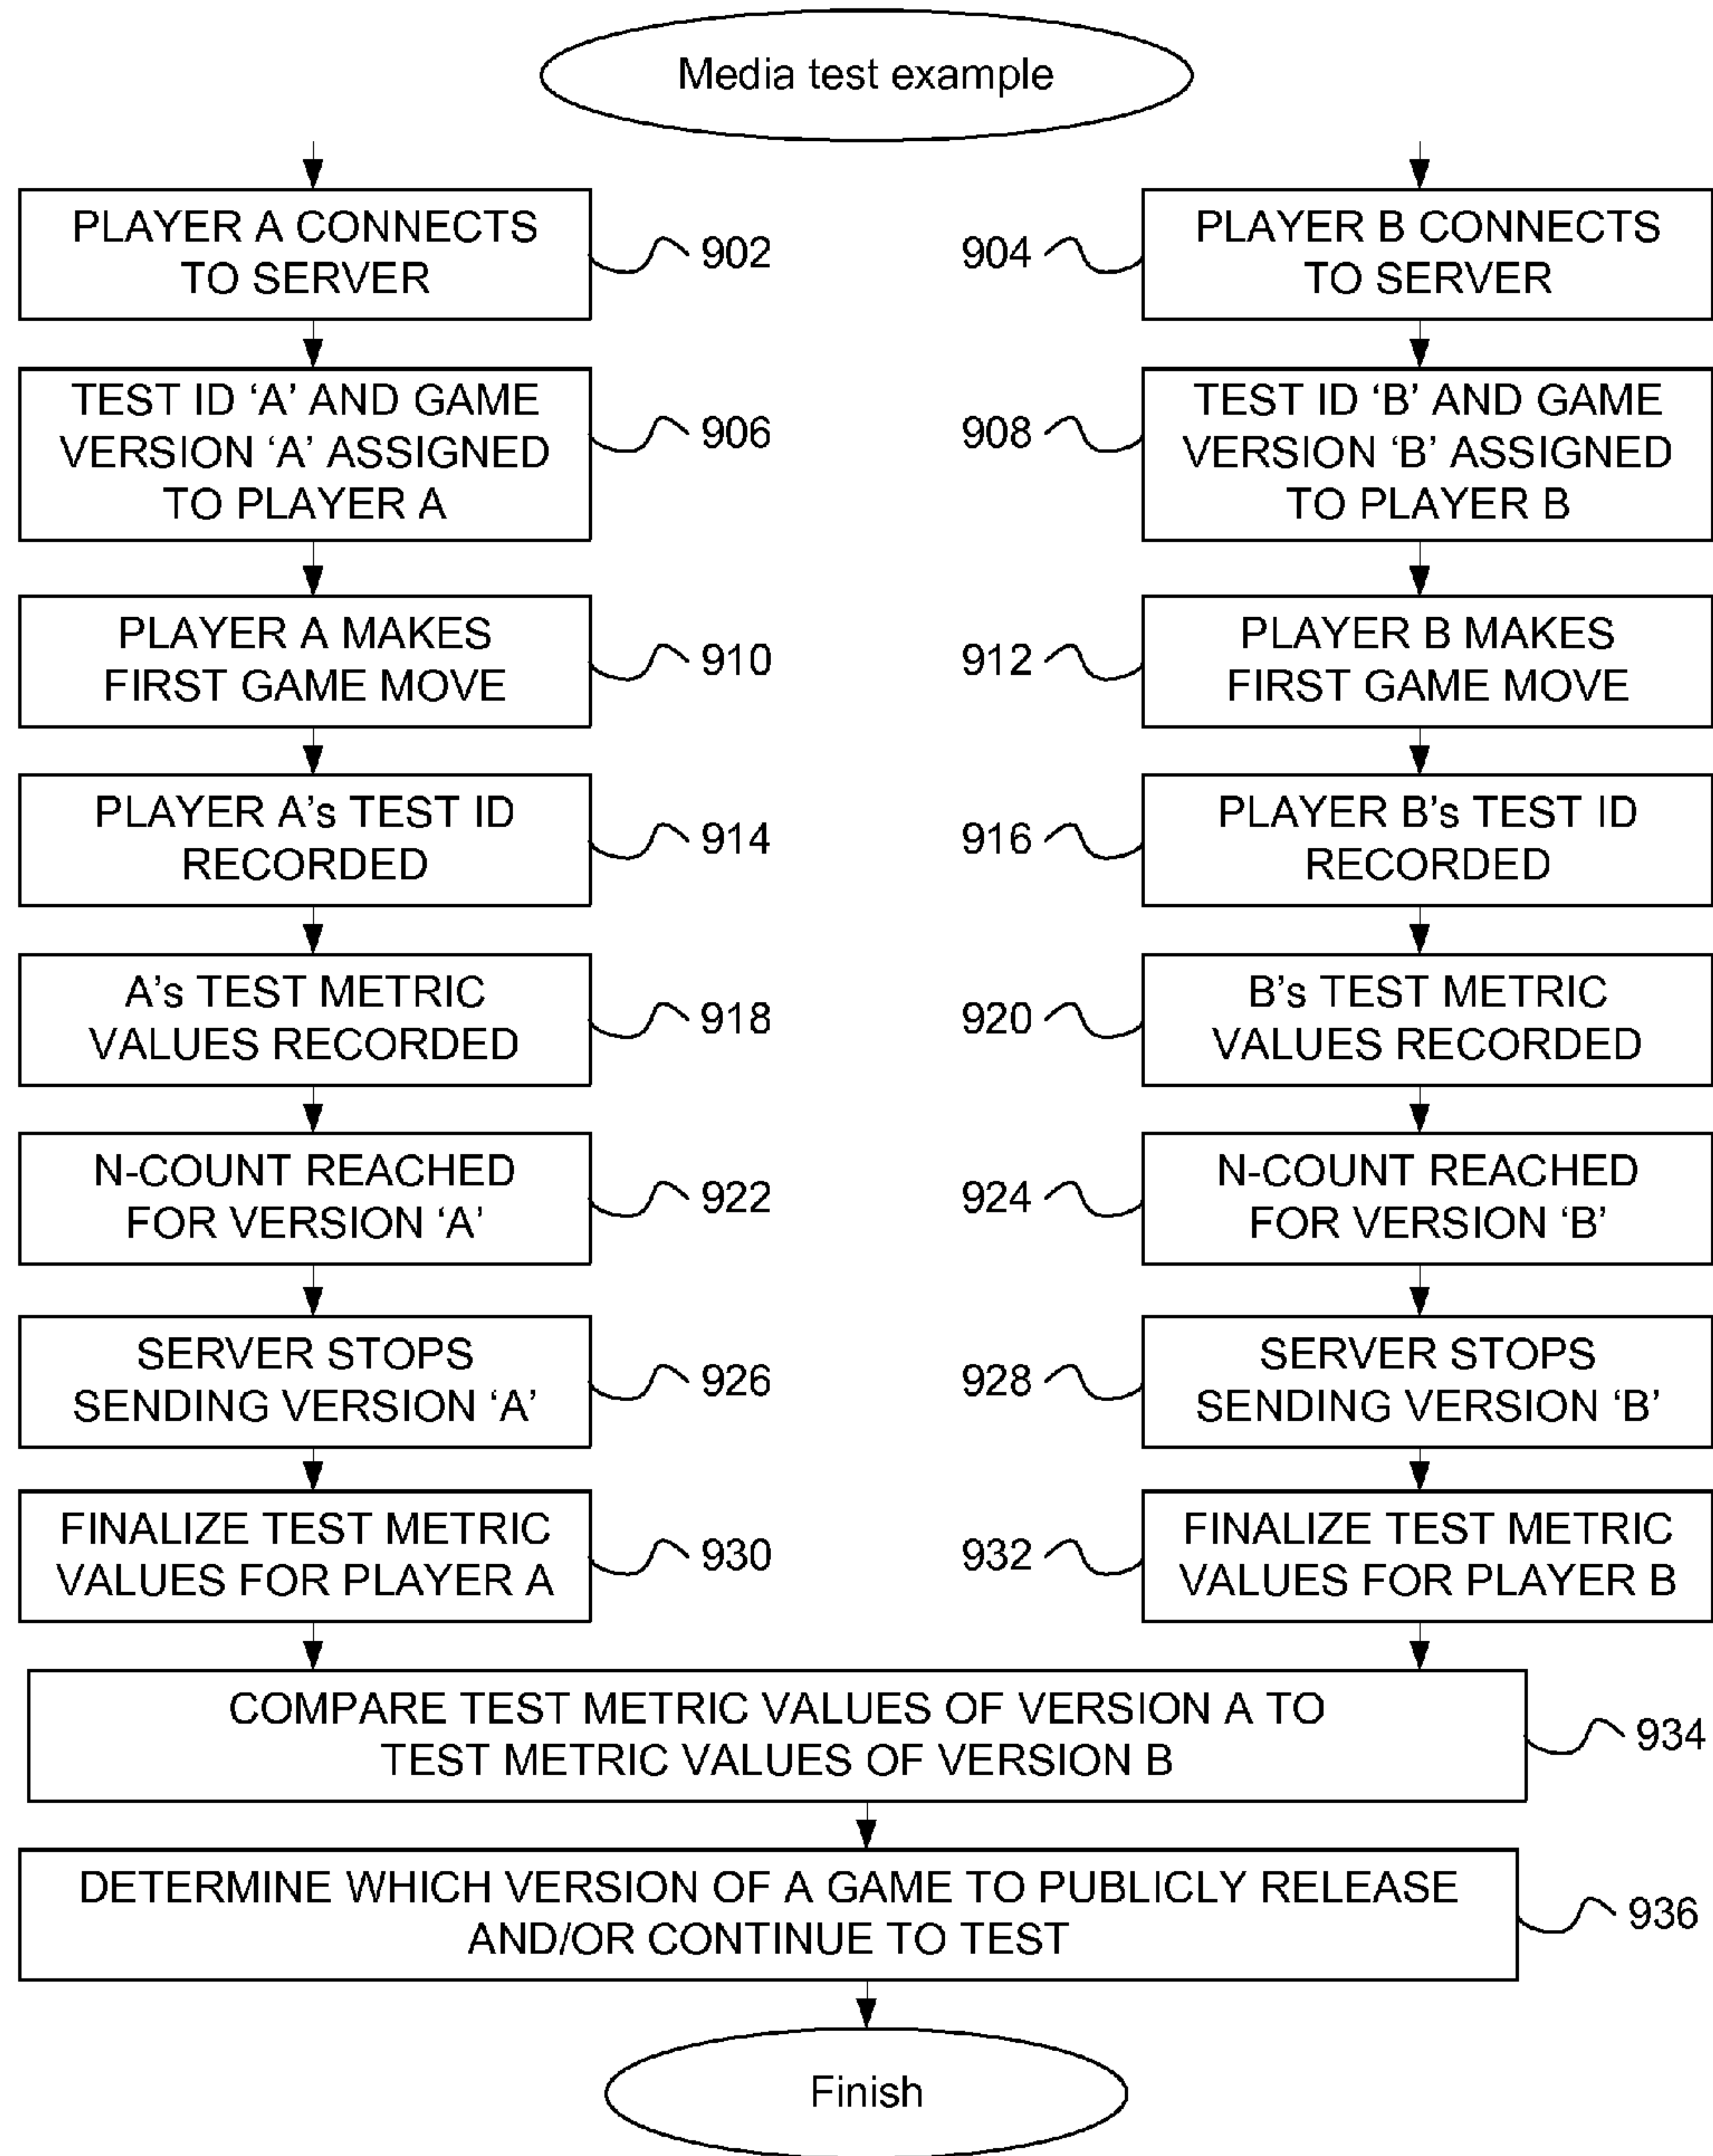 Media test example
PLAYER A CONNECTS
TO SERVER
902
904
PLAYER B CONNECTS
TO SERVER
TEST ID ‘A’ AND GAME
VERSION ‘A’ ASSIGNED
TO PLAYER A
906
908
TEST ID ‘B’ AND GAME
VERSION ‘B’ ASSIGNED
TO PLAYER B
PLAYER A MAKES
FIRST GAME MOVE
910
912
PLAYER B MAKES
FIRST GAME MOVE
PLAYER A’s TEST ID
RECORDED
914
916
PLAYER B’s TEST ID
RECORDED
A’s TEST METRIC
VALUES RECORDED
918
920
B’s TEST METRIC
VALUES RECORDED
N-COUNT REACHED
FOR VERSION ‘A’
922
924
N-COUNT REACHED
FOR VERSION ‘B’
SERVER STOPS
SENDING VERSION ‘A’
926
928
SERVER STOPS
SENDING VERSION ‘B’
FINALIZE TEST METRIC
VALUES FOR PLAYER A
930
932
FINALIZE TEST METRIC
VALUES FOR PLAYER B
COMPARE TEST METRIC VALUES OF VERSION A TO
TEST METRIC VALUES OF VERSION B
934
DETERMINE WHICH VERSION OF A GAME TO PUBLICLY RELEASE
AND/OR CONTINUE TO TEST
936
Finish